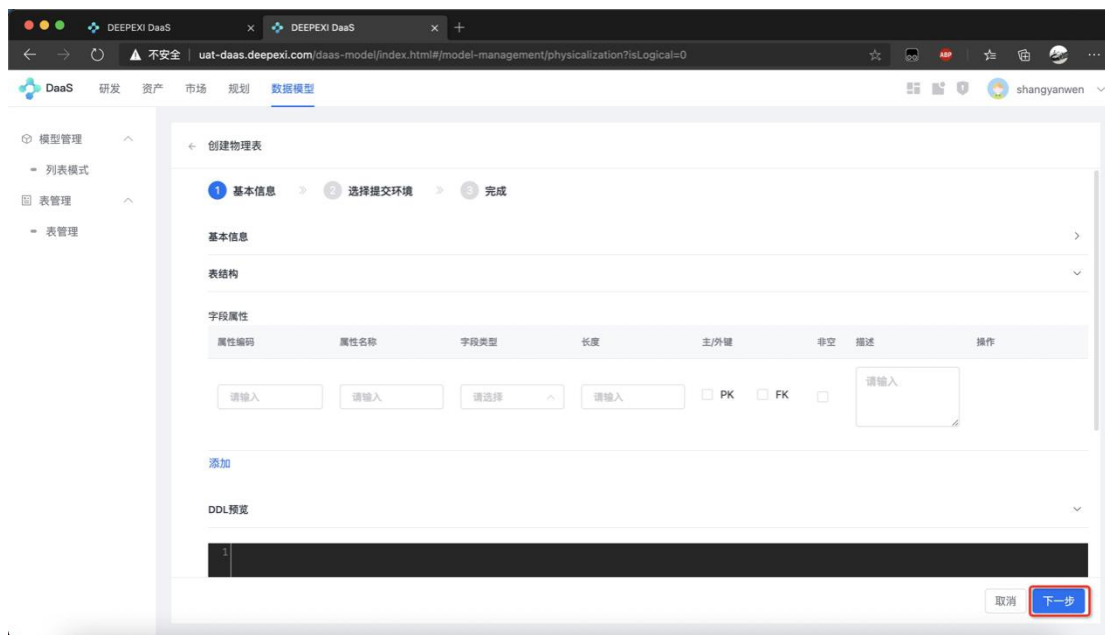 DEEPEXI DaaS × DEEPEXI DaaS × +
不安全 uat-daas.deepexi.com/daas-model/index.html#/model-management/physicalization?isLogical=0 ABP
DaaS 研发 资产 市场 规划 数据模型 shangyanwen
模型管理
列表模式
表管理
表管理
创建物理表
1 基本信息 2 选择提交环境 3 完成
基本信息
表结构
字段属性
属性编码 属性名称 字段类型 长度 主/外键 非空 描述 操作
请输入 请输入 请选择 请输入 PK FK 请输入
添加
DDL预览
1
取消 下一步